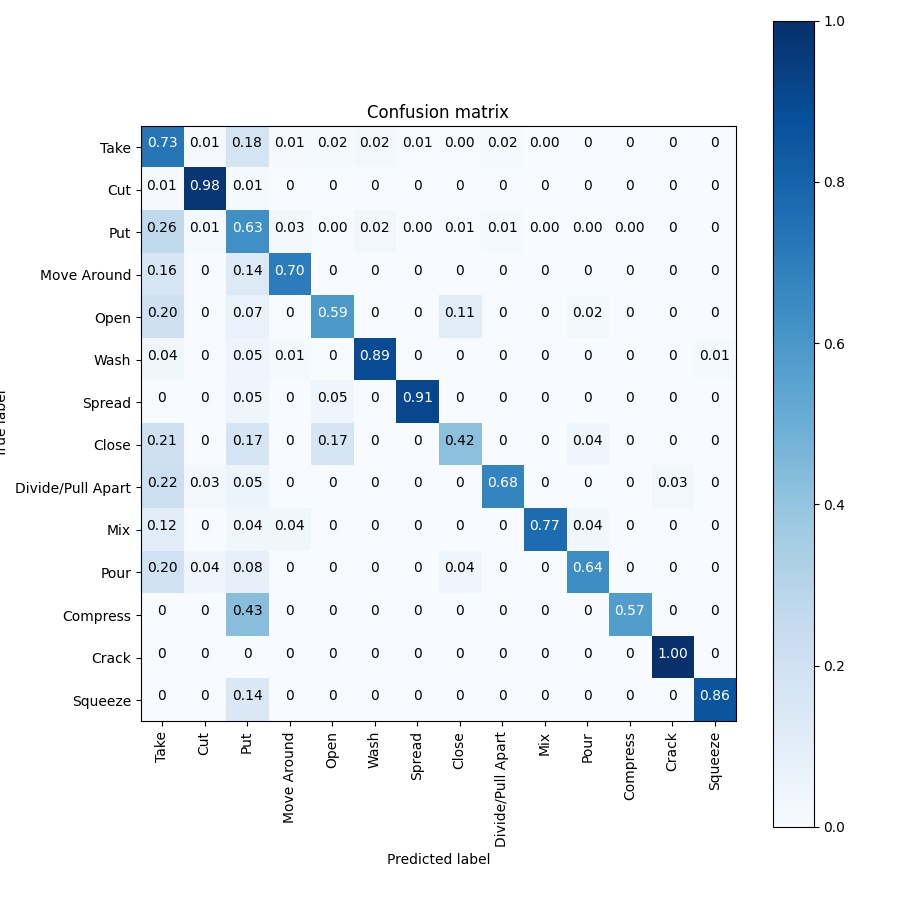 Confusion matrix
Take 0.73 0.01 0.18 0.01 0.02 0.02 0.01 0.00 0.02 0.00 0 0 0 0
Cut 0.01 0.98 0.01 0 0 0 0 0 0 0 0 0 0 0
Put 0.26 0.01 0.63 0.03 0.00 0.02 0.00 0.01 0.01 0.00 0.00 0.00 0 0
Move Around 0.16 0 0.14 0.70 0 0 0 0 0 0 0 0 0 0
Open 0.20 0 0.07 0 0.59 0 0 0.11 0 0 0.02 0 0 0
Wash 0.04 0 0.05 0.01 0 0.89 0 0 0 0 0 0 0 0.01
Spread 0 0 0.05 0 0.05 0 0.91 0 0 0 0 0 0 0
Close 0.21 0 0.17 0 0.17 0 0 0.42 0 0 0.04 0 0 0
Divide/Pull Apart 0.22 0.03 0.05 0 0 0 0 0 0.68 0 0 0 0.03 0
Mix 0.12 0 0.04 0.04 0 0 0 0 0 0.77 0.04 0 0 0
Pour 0.20 0.04 0.08 0 0 0 0 0.04 0 0 0.64 0 0 0
Compress 0 0 0.43 0 0 0 0 0 0 0 0 0.57 0 0
Crack 0 0 0 0 0 0 0 0 0 0 0 0 1.00 0
Squeeze 0 0 0.14 0 0 0 0 0 0 0 0 0 0 0.86
Take Cut Put Move Around Open Wash Spread Close Divide/Pull Apart Mix Pour Compress Crack Squeeze
Predicted label
1.0
0.8
0.6
0.4
0.2
0.0
label